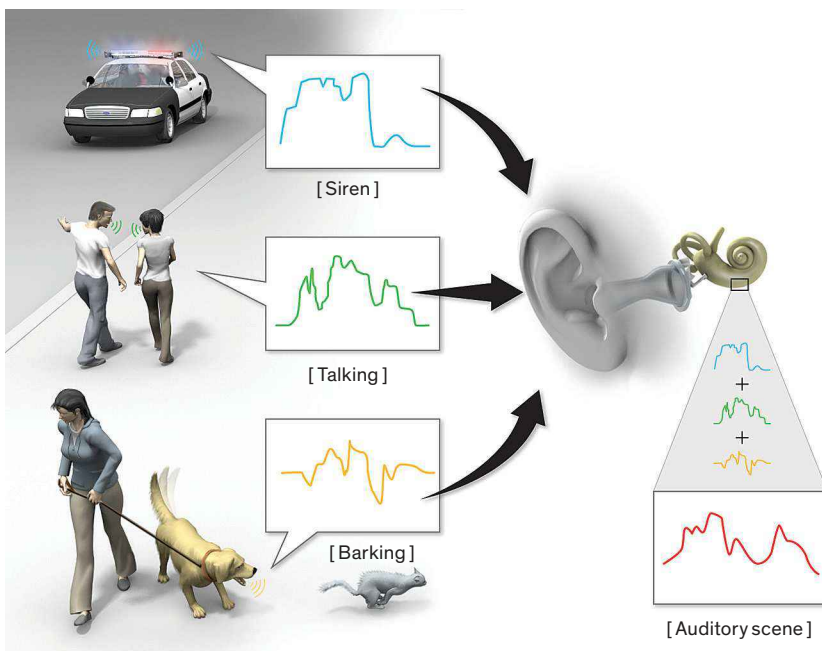 [Siren]
[Talking]
[Barking]
+
+
[Auditory scene]